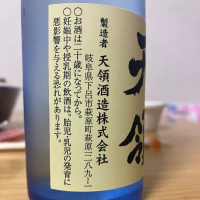 天領
○お酒は二十歳になってから。
○妊娠中や授乳期の飲酒は、胎児・乳児の発育に
悪影響を与える恐れがあります。
製造者 天領酒造株式会社
岐阜県下呂市萩原町萩原一二八九ー一